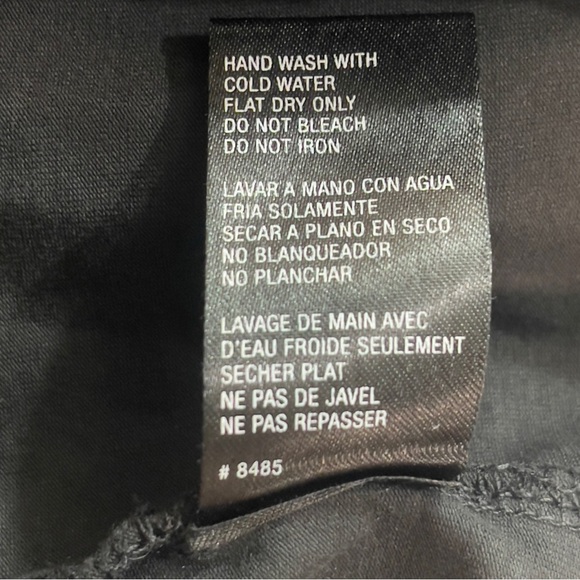 HAND WASH WITH
COLD WATER
FLAT DRY ONLY
DO NOT BLEACH
DO NOT IRON
LAVAR A MANO CON AGUA
FRIA SOLAMENTE
SECAR A PLANO EN SECO
NO BLANQUEADOR
NO PLANCHAR
LAVAGE DE MAIN AVEC
D'EAU FROIDE SEULEMENT
SECHER PLAT
NE PAS DE JAVEL
NE PAS REPASSER
# 8485